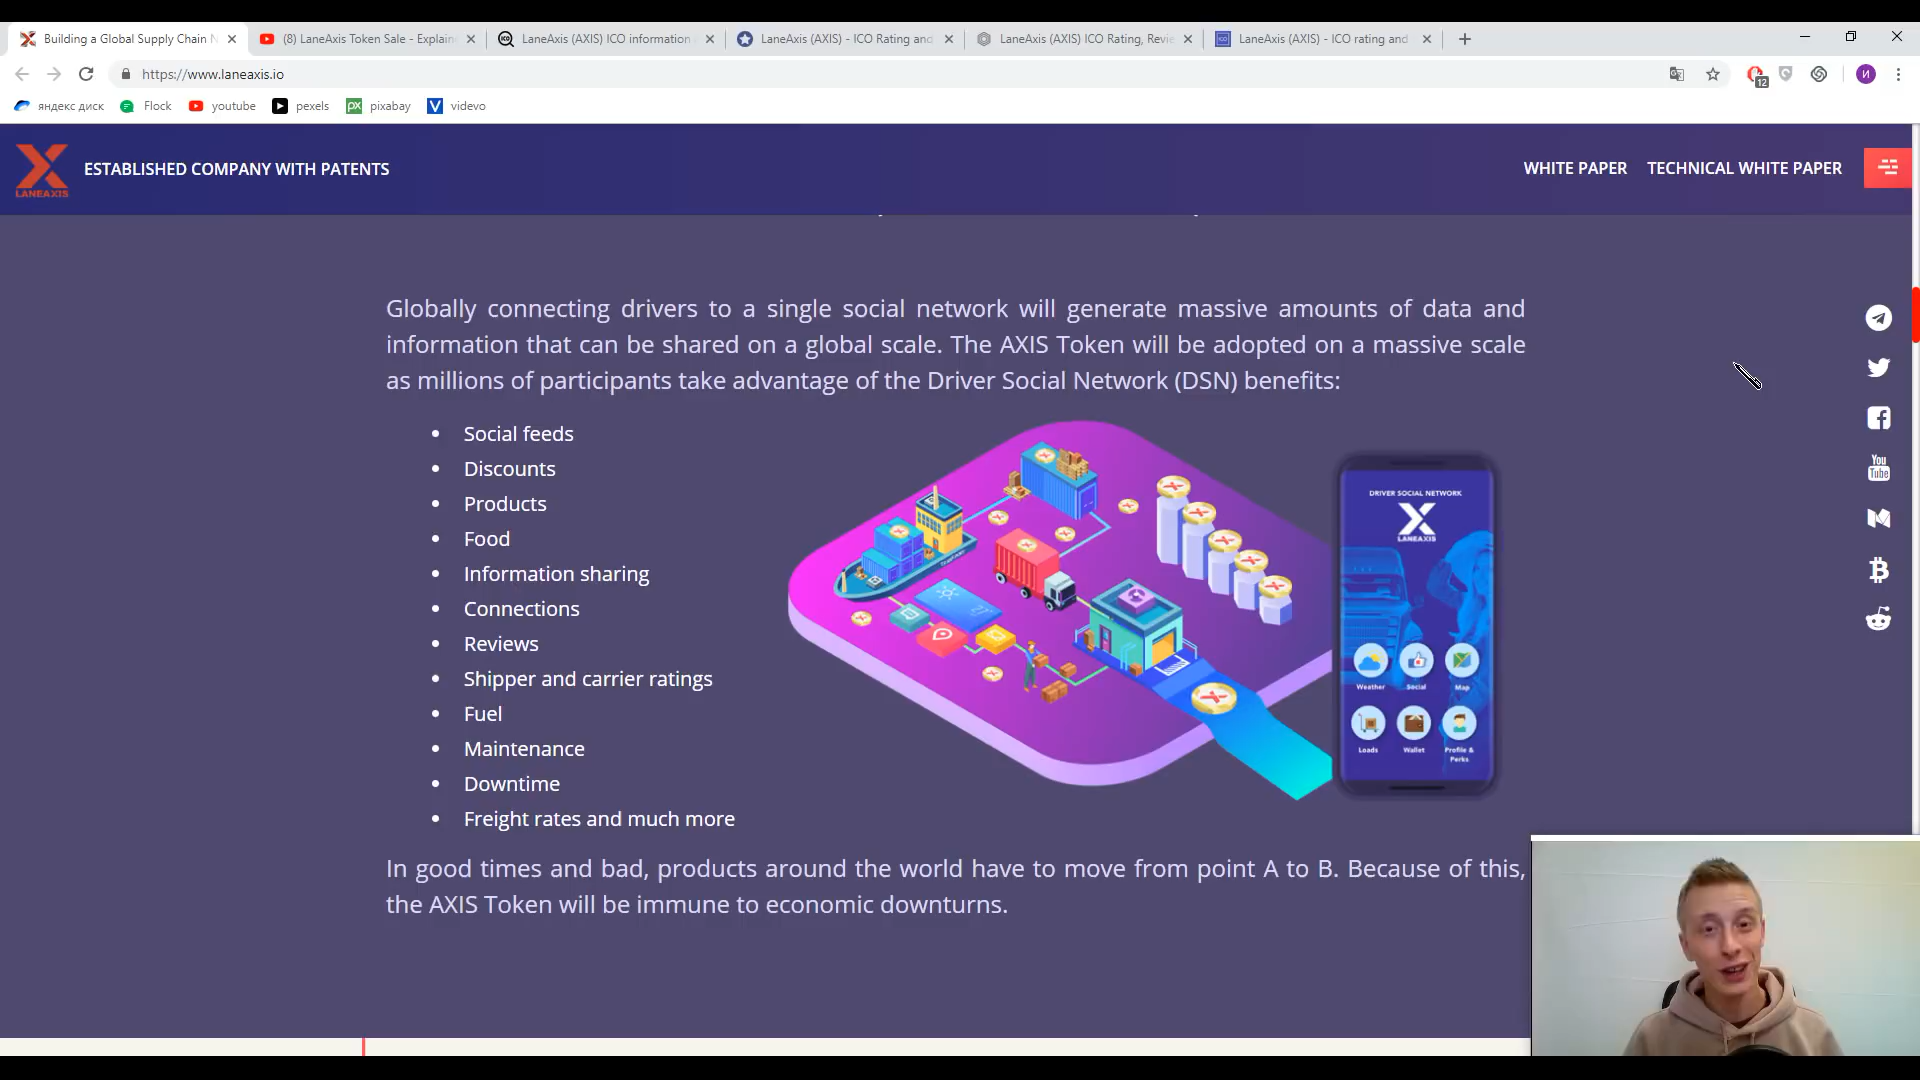 Building a Global Supply Chain N
(8) LaneAxis Token Sale - Explain
LaneAxis (AXIS) ICO information
LaneAxis (AXIS) - ICO Rating and
LaneAxis (AXIS) ICO Rating, Revie
LaneAxis (AXIS) - ICO rating and
https://www.laneaxis.io
12
И
яндекс диск
Flock
youtube
px
pexels
pixabay
videvo
LANEAXIS
ESTABLISHED COMPANY WITH PATENTS
WHITE PAPER
TECHNICAL WHITE PAPER
Globally connecting drivers to a single social network will generate massive amounts of data and
information that can be shared on a global scale. The AXIS Token will be adopted on a massive scale
as millions of participants take advantage of the Driver Social Network (DSN) benefits:
• Social feeds
• Discounts
• Products
• Food
• Information sharing
• Connections
• Reviews
• Shipper and carrier ratings
• Fuel
• Maintenance
• Downtime
• Freight rates and much more
DRIVER SOCIAL NETWORK
LANEAXIS
Weather
Social
Map
Loads
Wallet
Profile &
Perks
You
Tube
In good times and bad, products around the world have to move from point A to B. Because of this,
the AXIS Token will be immune to economic downturns.